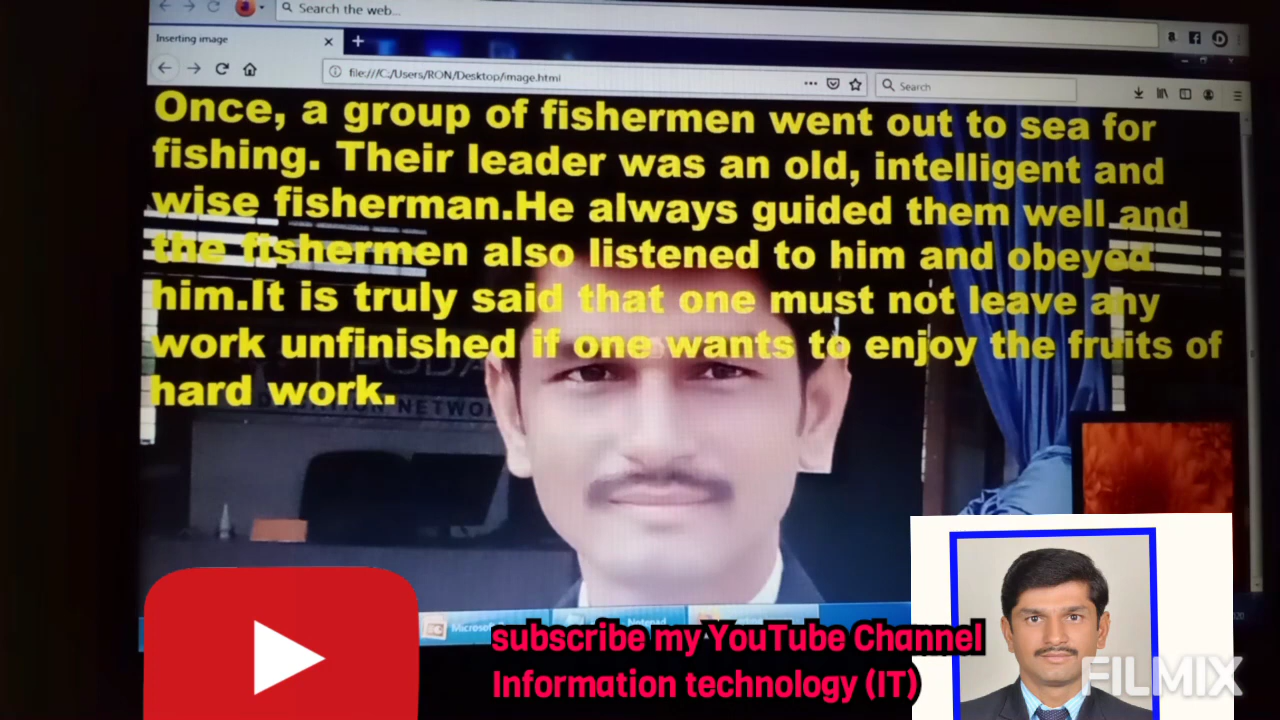 Search the web...
Inserting image
file:///C:/Users/RON/Desktop/image.html
Search
Once, a group of fishermen went out to sea for
fishing. Their leader was an old, intelligent and
wise fisherman.He always guided them well and
the fishermen also listened to him and obeyed
him.It is truly said that one must not leave any
work unfinished if one wants to enjoy the fruits of
hard work.
NETWO
Notepad
subscribe my YouTube Channel
Information technology (IT)
FILMIX